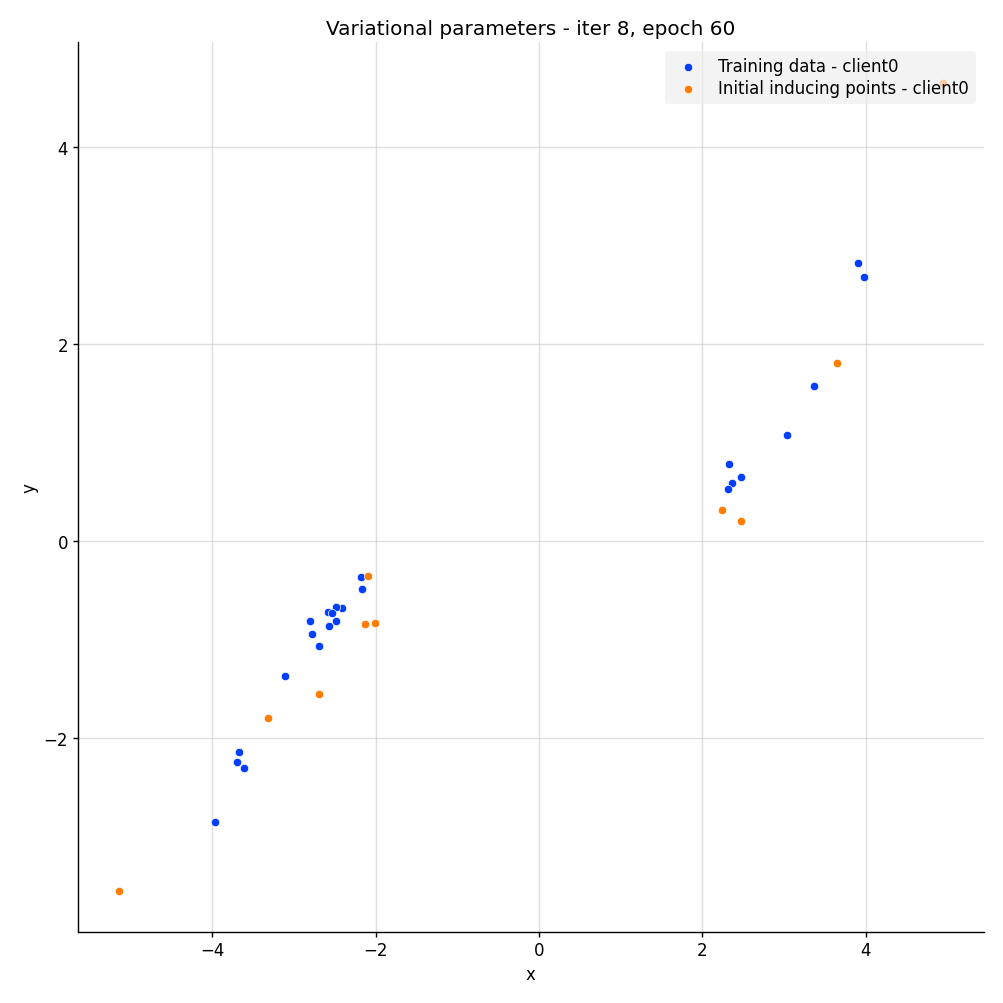 Variational parameters - iter 8, epoch 60
Training data - client0
Initial inducing points - client0
4
2
0
−2
y
−4
−2
0
2
4
x